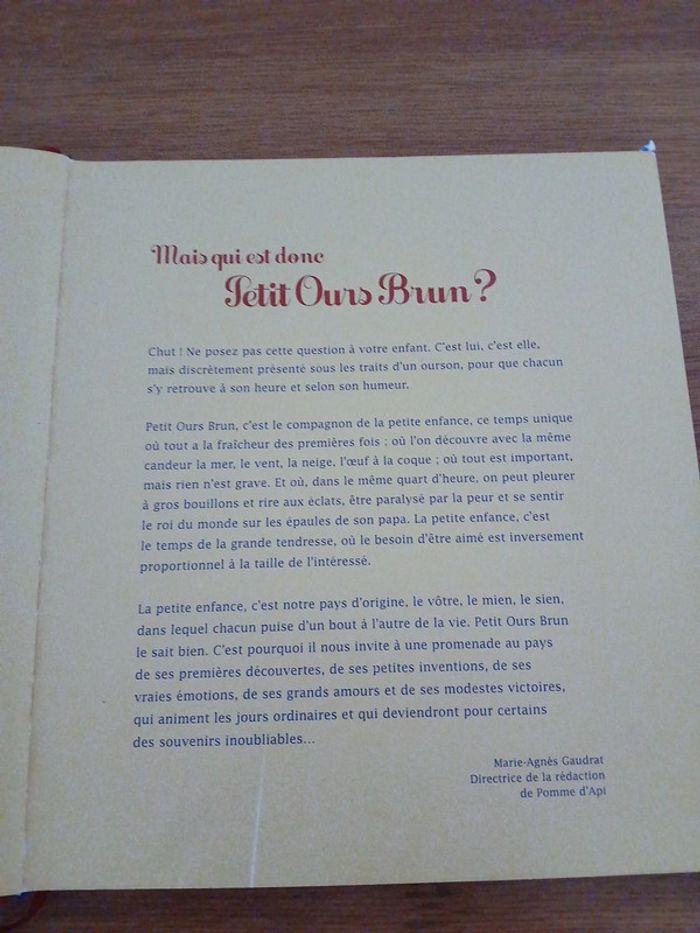 Mais qui est donc
Petit Ours Brun ?
Chut ! Ne posez pas cette question à votre enfant. C'est lui, c'est elle,
mais discrètement présenté sous les traits d'un ourson, pour que chacun
s'y retrouve à son heure et selon son humeur.
Petit Ours Brun, c'est le compagnon de la petite enfance, ce temps unique
où tout a la fraîcheur des premières fois ; où l'on découvre avec la même
candeur la mer, le vent, la neige, l'œuf à la coque ; où tout est important,
mais rien n'est grave. Et où, dans le même quart d'heure, on peut pleurer
à gros bouillons et rire aux éclats, être paralysé par la peur et se sentir
le roi du monde sur les épaules de son papa. La petite enfance, c'est
le temps de la grande tendresse, où le besoin d'être aimé est inversement
proportionnel à la taille de l'intéressé.
La petite enfance, c'est notre pays d'origine, le vôtre, le mien, le sien,
dans lequel chacun puise d'un bout à l'autre de la vie. Petit Ours Brun
le sait bien. C'est pourquoi il nous invite à une promenade au pays
de ses premières découvertes, de ses petites inventions, de ses
vraies émotions, de ses grands amours et de ses modestes victoires,
qui animent les jours ordinaires et qui deviendront pour certains
des souvenirs inoubliables...
Marie-Agnès Gaudrat
Directrice de la rédaction
de Pomme d'Api